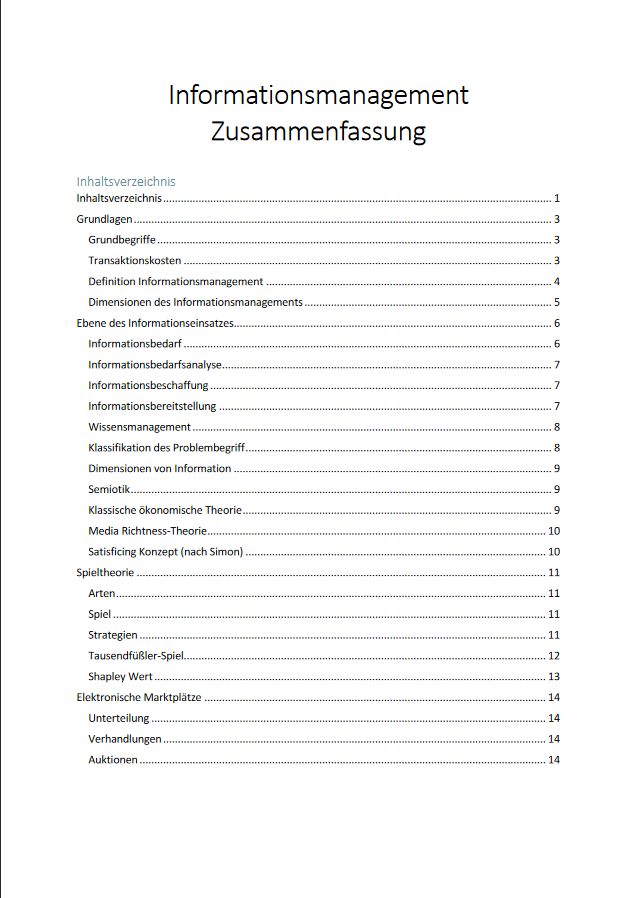 Informationsmanagement
Zusammenfassung
Inhaltsverzeichnis
Inhaltsverzeichnis ... 1
Grundlagen ... 3
Grundbegriffe ... 3
Transaktionskosten ... 3
Definition Informationsmanagement ... 4
Dimensionen des Informationsmanagements ... 5
Ebene des Informationseinsatzes ... 6
Informationsbedarf ... 6
Informationsbedarfsanalyse ... 7
Informationsbeschaffung ... 7
Informationsbereitstellung ... 7
Wissensmanagement ... 8
Klassifikation des Problembegriff ... 8
Dimensionen von Information ... 9
Semiotik ... 9
Klassische ökonomische Theorie ... 9
Media Richtness-Theorie ... 10
Satisficing Konzept (nach Simon) ... 10
Spieltheorie ... 11
Arten ... 11
Spiel ... 11
Strategien ... 11
Tausendfüßler-Spiel ... 12
Shapley Wert ... 13
Elektronische Marktplätze ... 14
Unterteilung ... 14
Verhandlungen ... 14
Auktionen ... 14